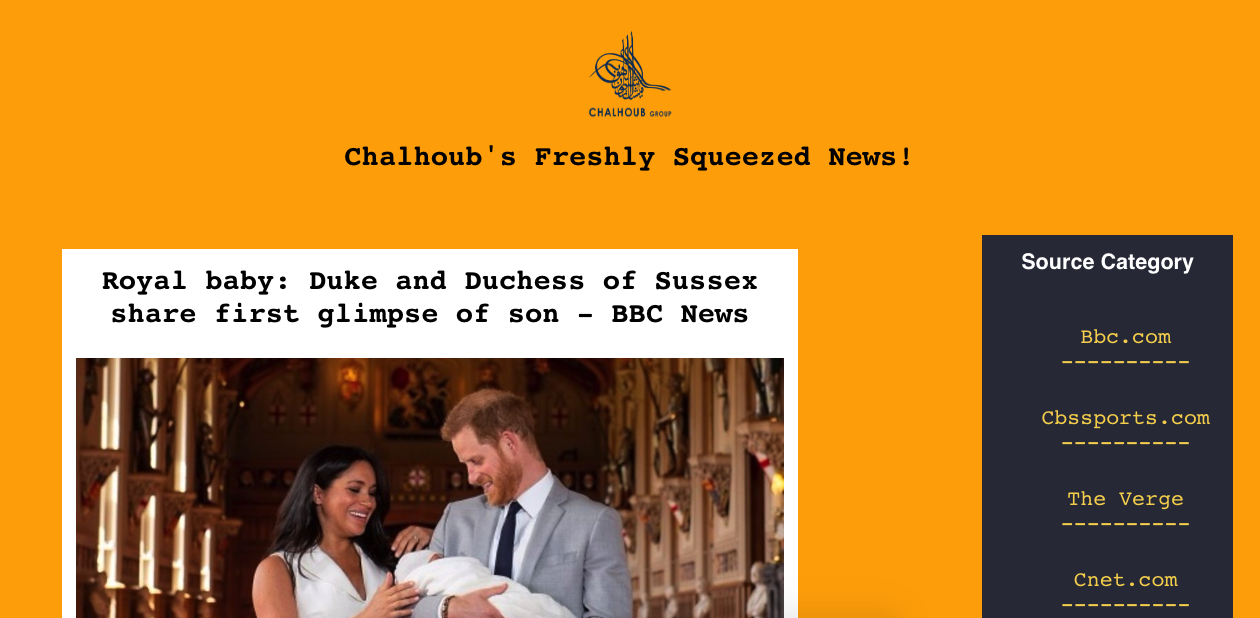 CHALHOUB GROUP
Chalhoub's Freshly Squeezed News!
Royal baby: Duke and Duchess of Sussex
share first glimpse of son – BBC News
Source Category
Bbc.com
----------
Cbssports.com
----------
The Verge
----------
Cnet.com
----------